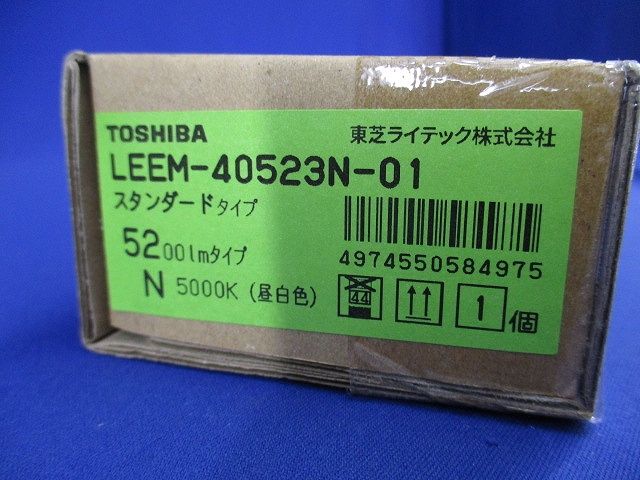 TOSHIBA 東芝ライテック株式会社
LEEM-40523N-01
スタンダードタイプ
5200lmタイプ
4974550584975
N 5000K (昼白色)
44
1個